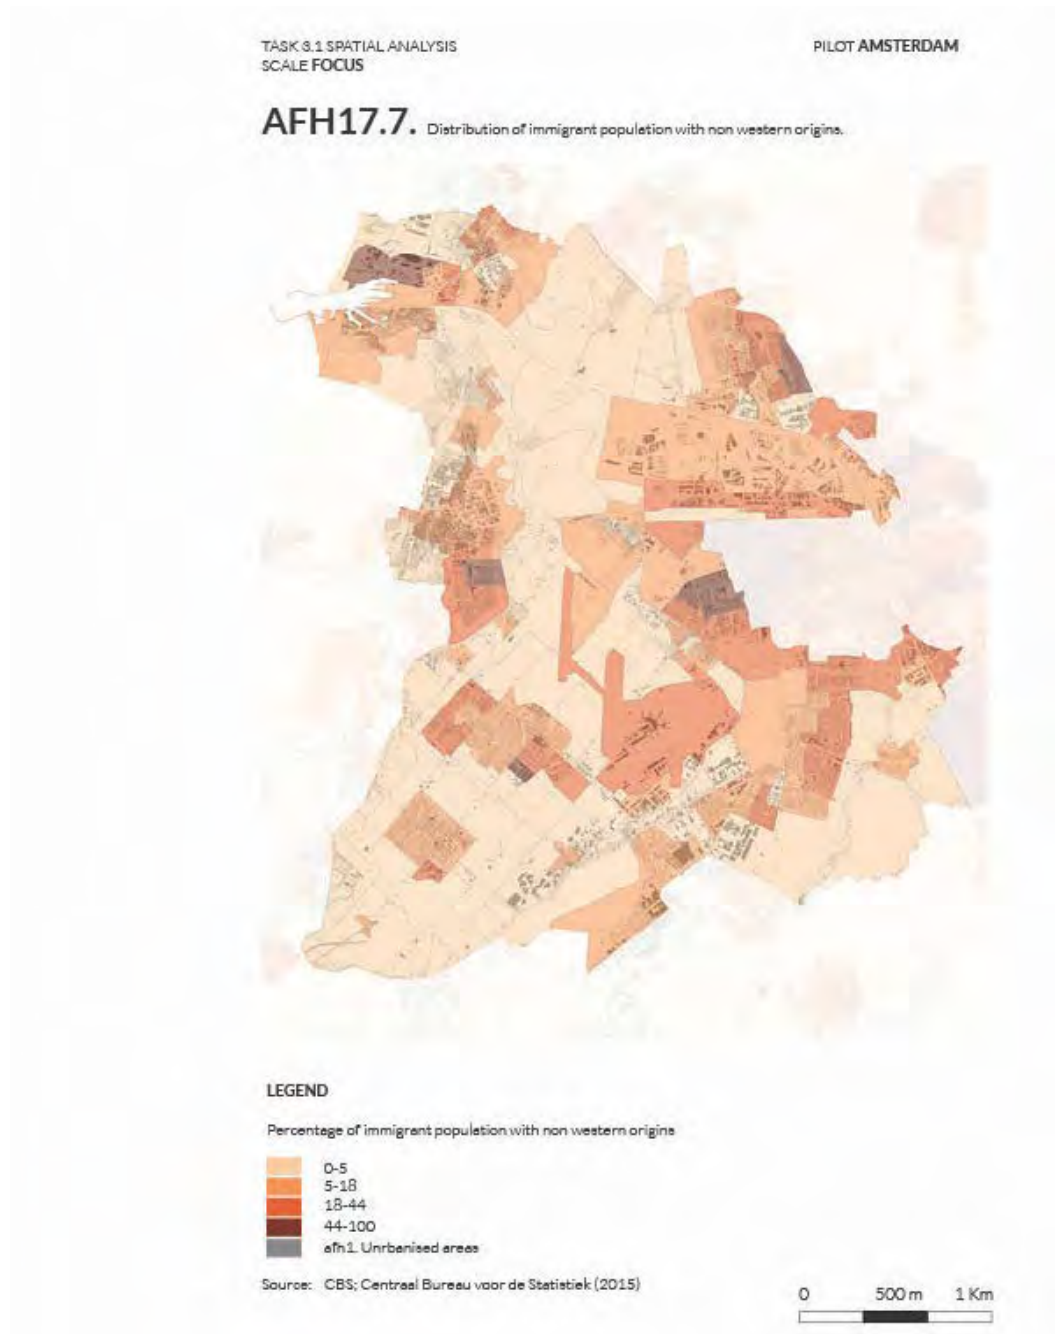 TASK 3.1 SPATIAL ANALYSIS
SCALE FOCUS
PILOT AMSTERDAM
AFH17.7. Distribution of immigrant population with non western origins.
LEGEND
Percentage of immigrant population with non western origins
0-5
5-18
18-44
44-100
afh1. Unrbanised areas
Source: CBS; Centraal Bureau voor de Statistiek (2015)
0 500 m 1 Km